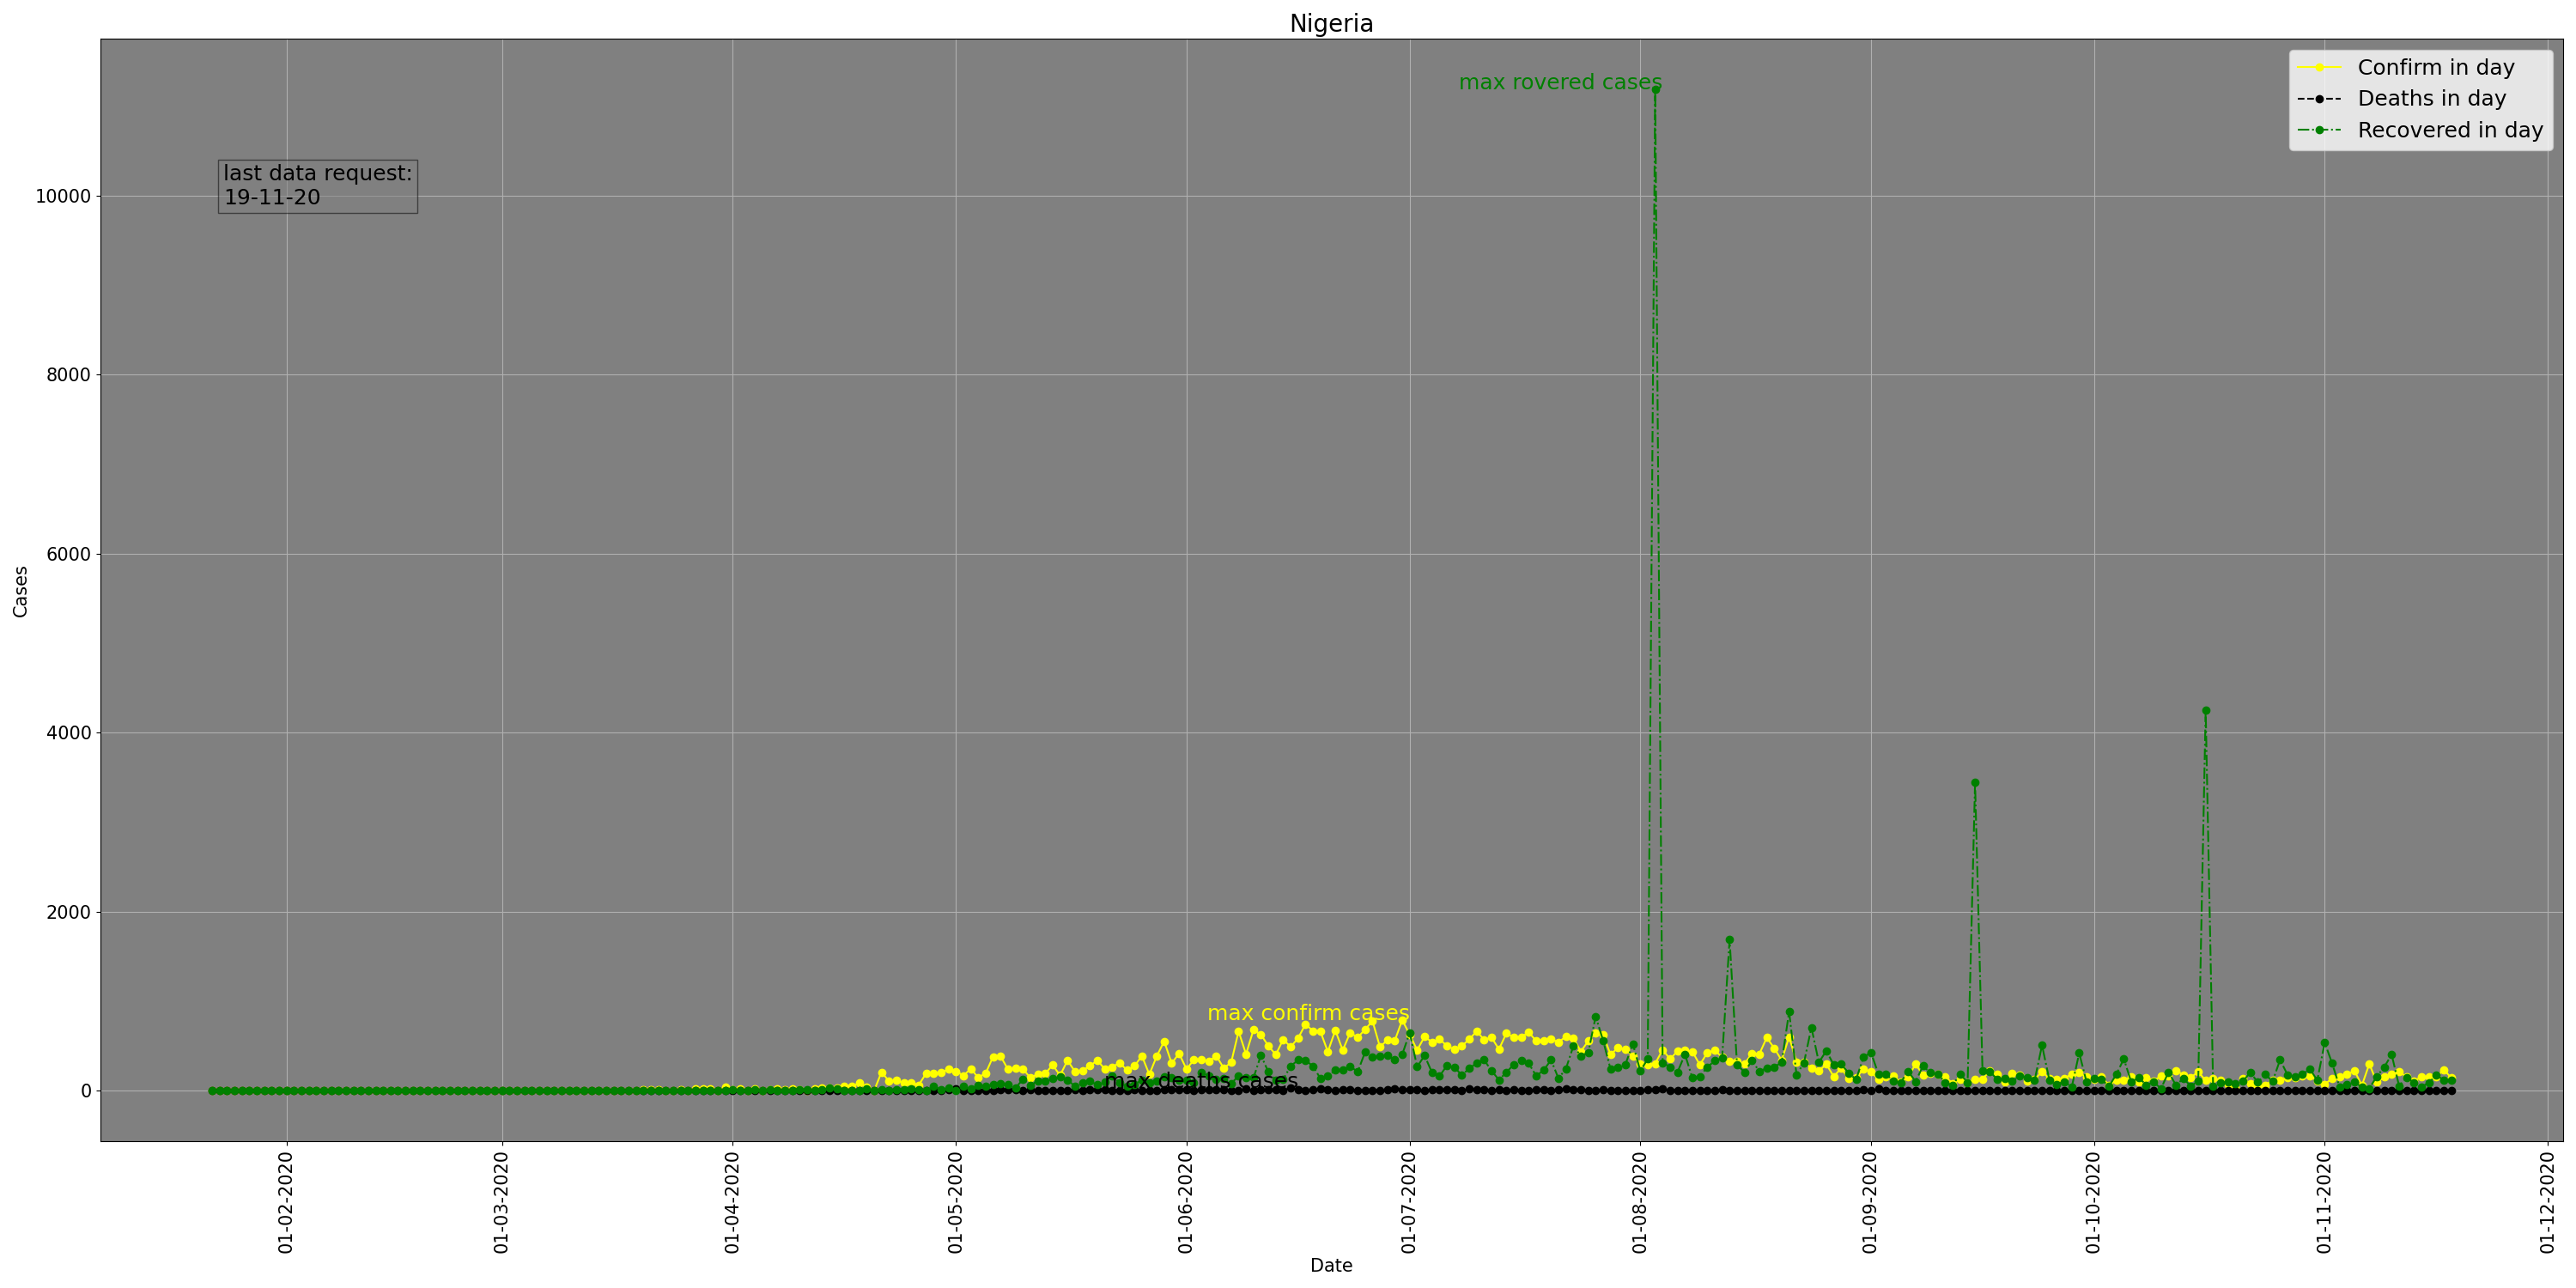 Nigeria
max rovered cases
Confirm in day
Deaths in day
Recovered in day
last data request:
19-11-20
10000
8000
6000
4000
2000
0
Cases
max confirm cases
max deaths cases
01-02-2020
01-03-2020
01-04-2020
01-05-2020
01-06-2020
01-07-2020
01-08-2020
01-09-2020
01-10-2020
01-11-2020
01-12-2020
Date